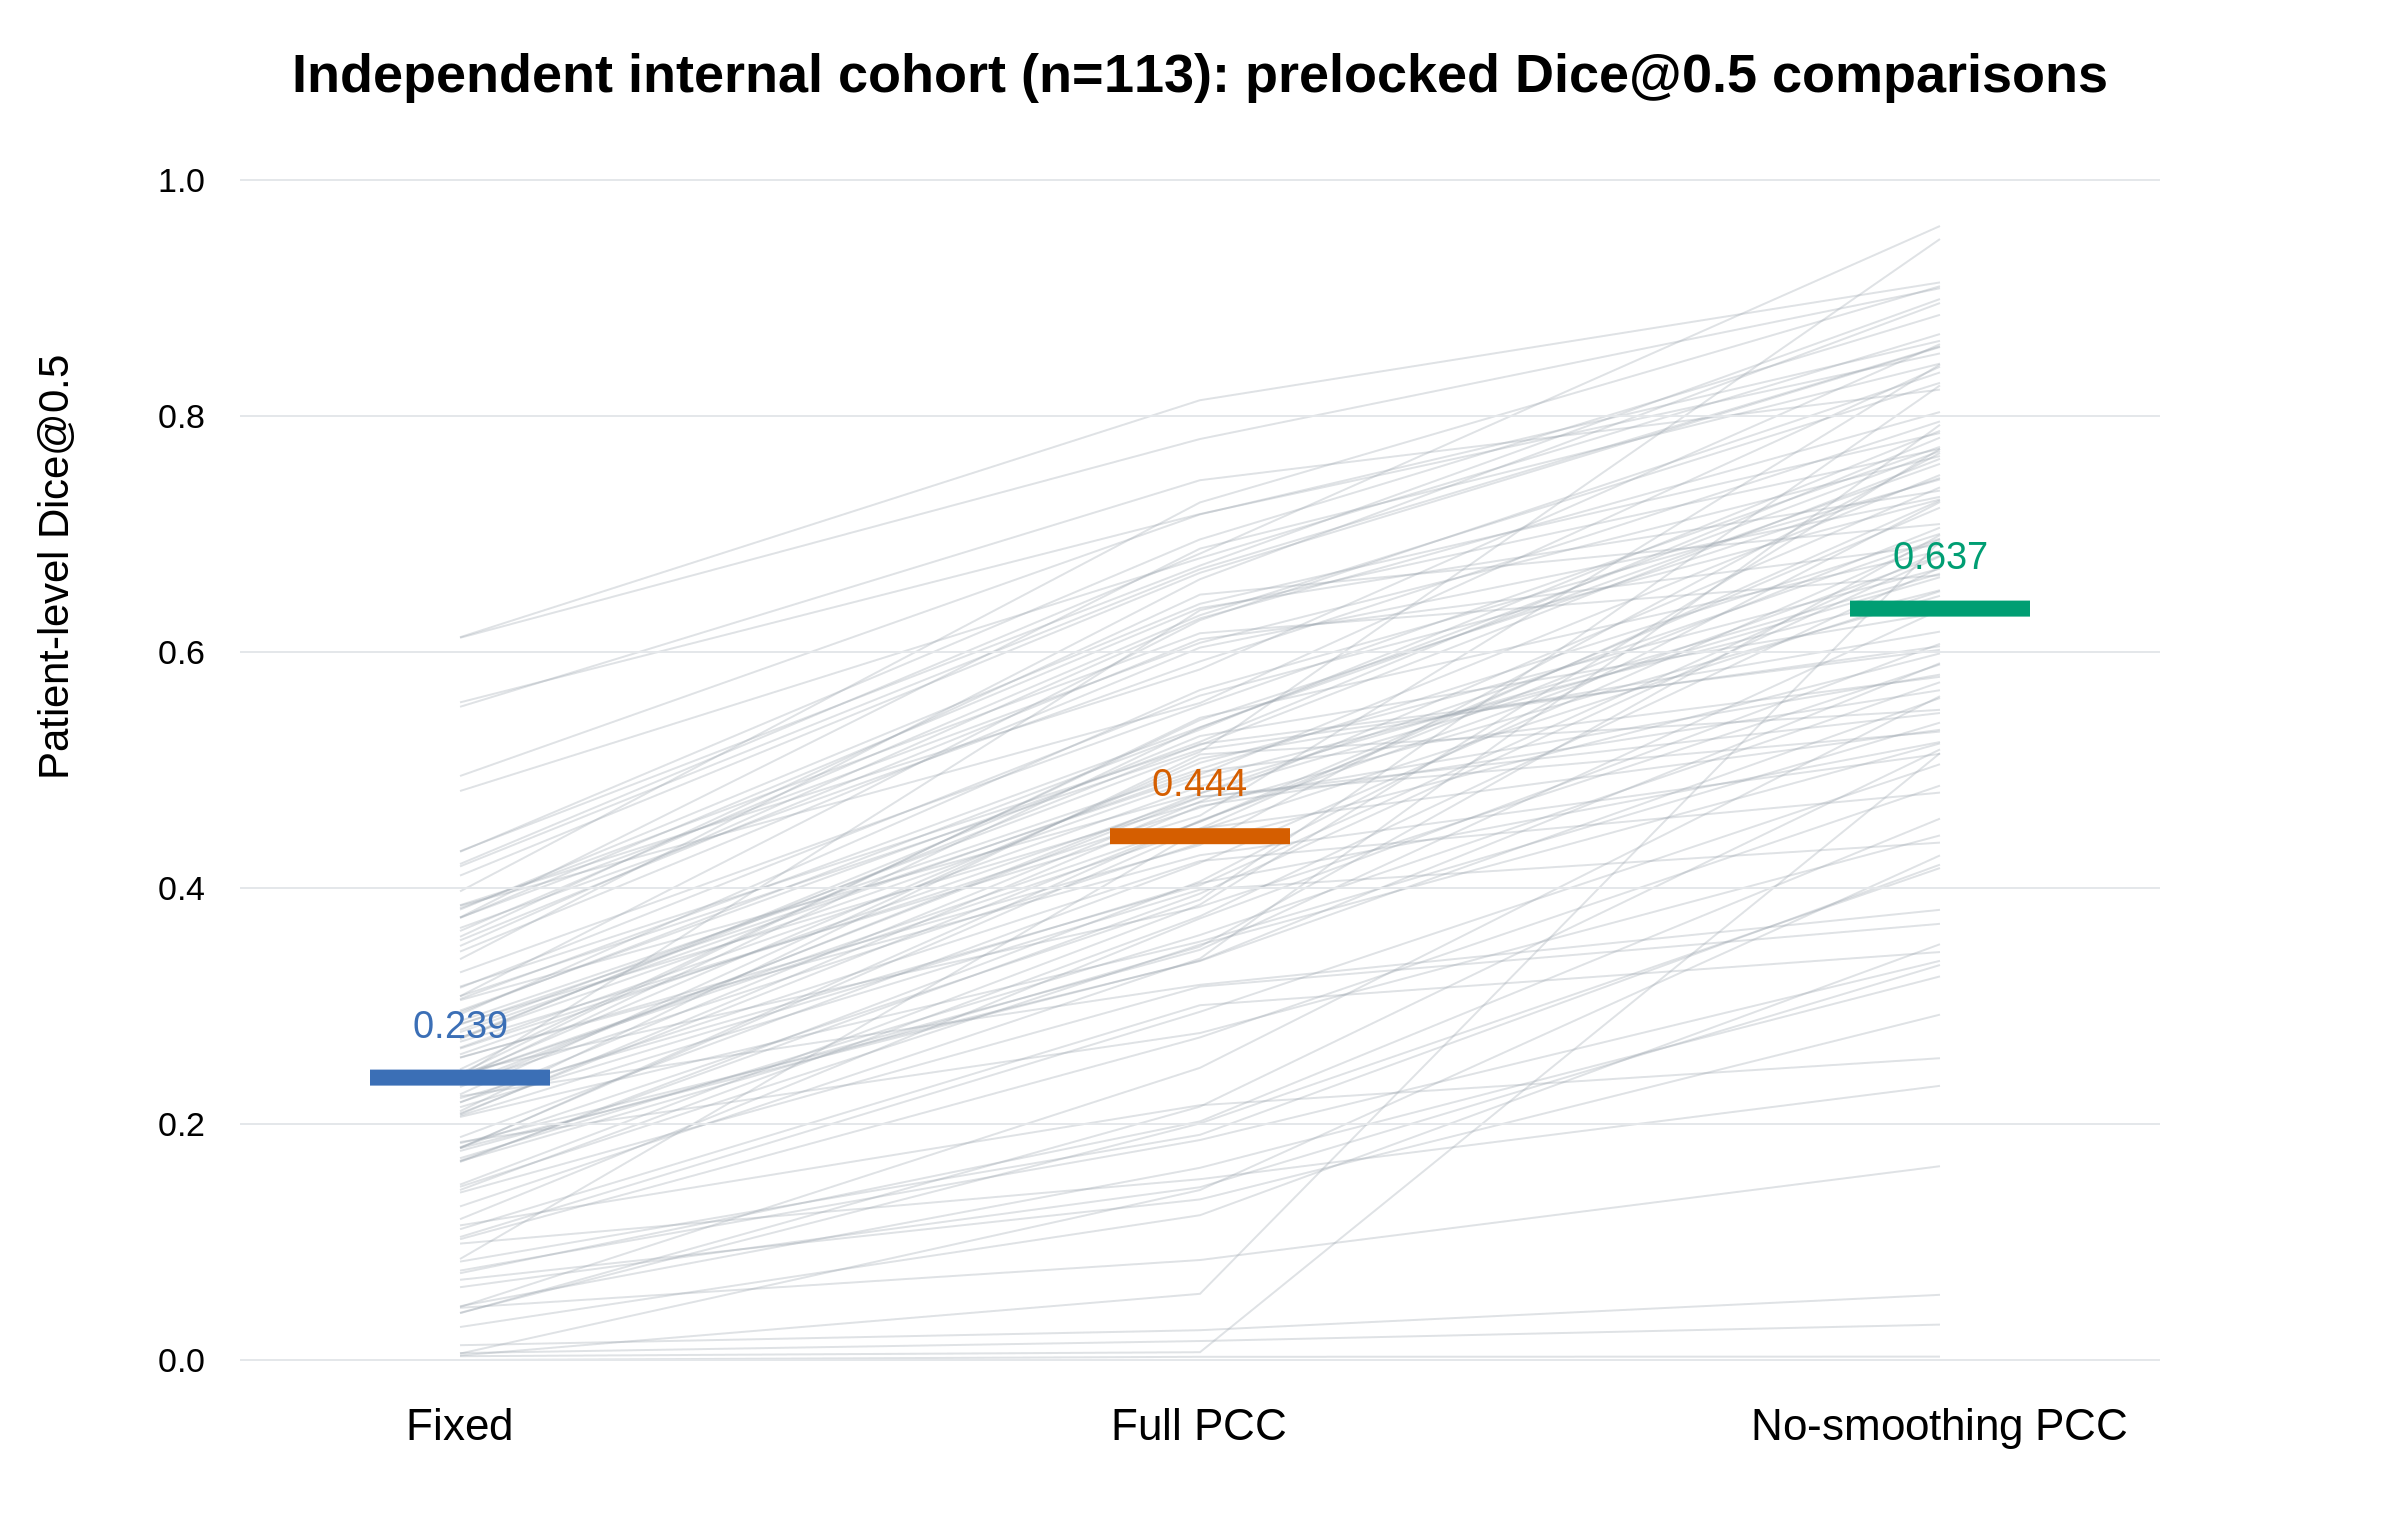 Independent internal cohort (n=113): prelocked Dice@0.5 comparisons
Patient-level Dice@0.5
1.0
0.8
0.6
0.4
0.2
0.0
0.239
0.444
0.637
Fixed
Full PCC
No-smoothing PCC